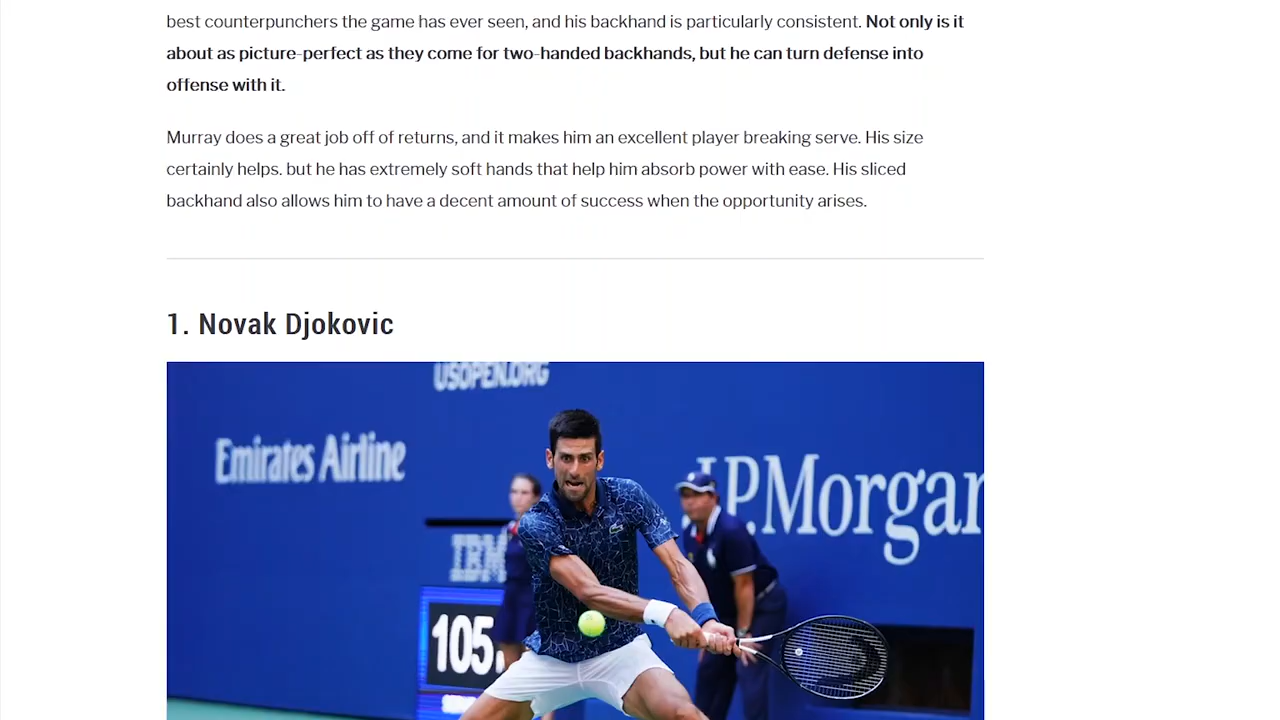 best counterpunchers the game has ever seen, and his backhand is particularly consistent. Not only is it
about as picture-perfect as they come for two-handed backhands, but he can turn defense into
offense with it.
Murray does a great job off of returns, and it makes him an excellent player breaking serve. His size
certainly helps. but he has extremely soft hands that help him absorb power with ease. His sliced
backhand also allows him to have a decent amount of success when the opportunity arises.
1. Novak Djokovic
USOPEN.ORG
Emirates Airline
J.P.Morgan
IBM
105